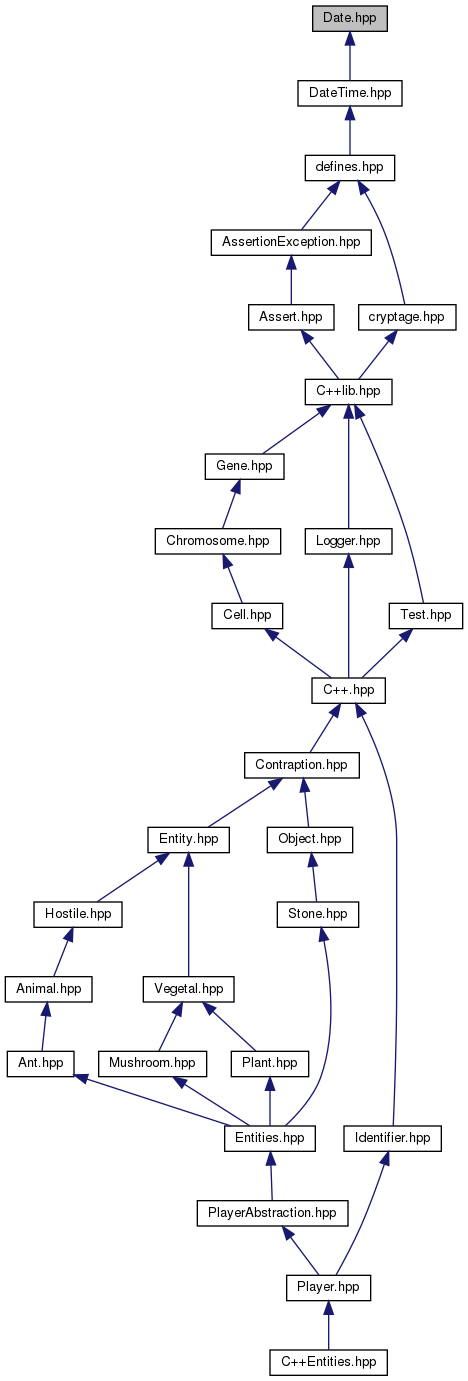 Date.hpp
DateTime.hpp
defines.hpp
AssertionException.hpp
Assert.hpp
cryptage.hpp
C++lib.hpp
Gene.hpp
Chromosome.hpp
Logger.hpp
Cell.hpp
Test.hpp
C++.hpp
Contraption.hpp
Entity.hpp
Object.hpp
Hostile.hpp
Stone.hpp
Animal.hpp
Vegetal.hpp
Ant.hpp
Mushroom.hpp
Plant.hpp
Entities.hpp
Identifier.hpp
PlayerAbstraction.hpp
Player.hpp
C++Entities.hpp